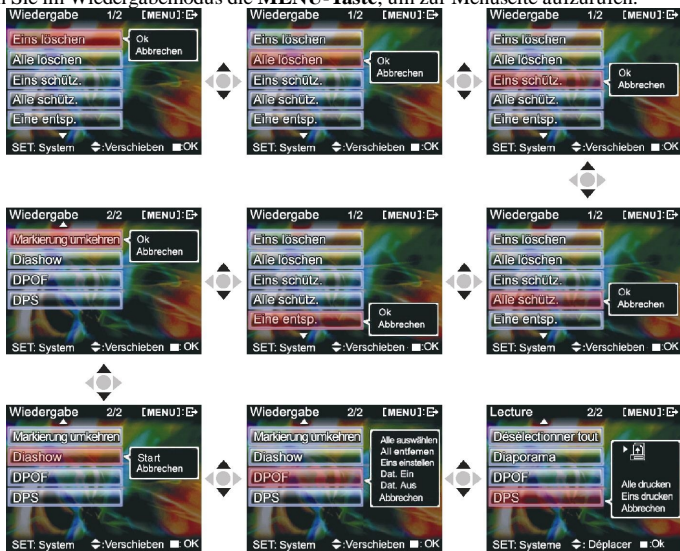 Sie im Wiedergabemodus die MENU-Taste, um zur Menüseite aufzurufen.
Wiedergabe 1/2 [MENU]:
Eins löschen
Alle löschen
Eins schütz.
Alle schütz.
Eine entsp.
Ok
Abbrechen
SET: System :Verschieben :OK
Wiedergabe 1/2 [MENU]:
Eins löschen
Alle löschen
Eins schütz.
Alle schütz.
Eine entsp.
Ok
Abbrechen
SET: System :Verschieben :OK
Wiedergabe 1/2 [MENU]:
Eins löschen
Alle löschen
Eins schütz.
Alle schütz.
Eine entsp.
Ok
Abbrechen
SET: System :Verschieben :OK
Wiedergabe 2/2 [MENU]:
Markierung umkehren
Diashow
DPOF
DPS
Ok
Abbrechen
SET: System :Verschieben :OK
Wiedergabe 1/2 [MENU]:
Eins löschen
Alle löschen
Eins schütz.
Alle schütz.
Eine entsp.
Ok
Abbrechen
SET: System :Verschieben :OK
Wiedergabe 1/2 [MENU]:
Eins löschen
Alle löschen
Eins schütz.
Alle schütz.
Eine entsp.
Ok
Abbrechen
SET: System :Verschieben :OK
Wiedergabe 2/2 [MENU]:
Markierung umkehren
Diashow
DPOF
DPS
Start
Abbrechen
SET: System :Verschieben :OK
Wiedergabe 2/2 [MENU]:
Markierung umkehren
Diashow
DPOF
DPS
Alle auswählen
All entfernen
Eins einstellen
Dat. Ein
Dat. Aus
Abbrechen
SET: System :Verschieben :OK
Lecture 2/2 [MENU]:
Désélectionner tout
Diaporama
DPOF
DPS
Alle drucken
Eins drucken
Abbrechen
SET: Systeme : Déplacer :Ok